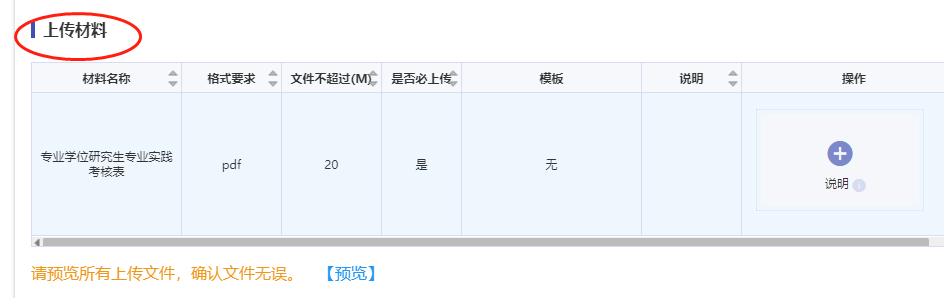 上传材料
材料名称 格式要求 文件不超过(M) 是否必上传 模板 说明 操作
专业学位研究生专业实践
考核表 pdf 20 是 无
说明
请预览所有上传文件，确认文件无误。 【预览】